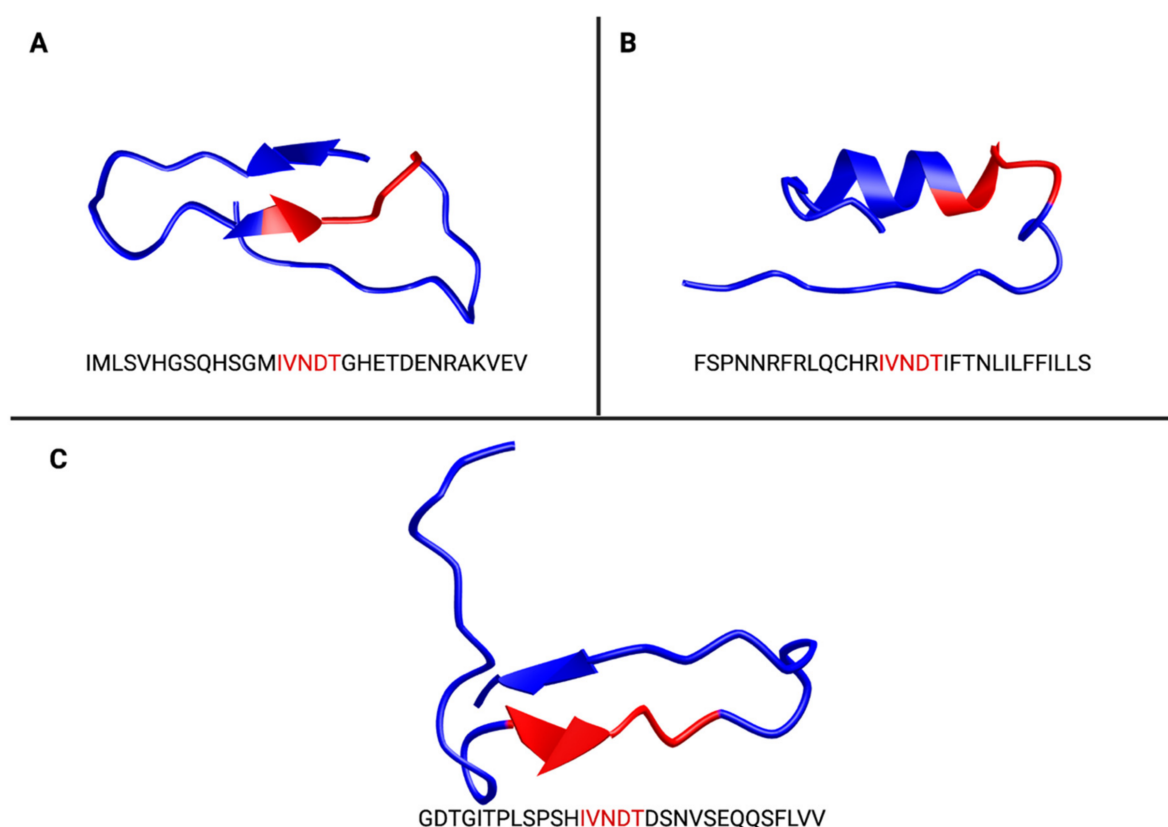 A
B
IMLSVHGSQHSGMIVNDTGHETDENRAKVEV
FSPNNRFRLQCHRIVNDTIFTNLILFFILLS
C
GDTGITPLSPSHIVNDTDSNVSEQQSFLVV